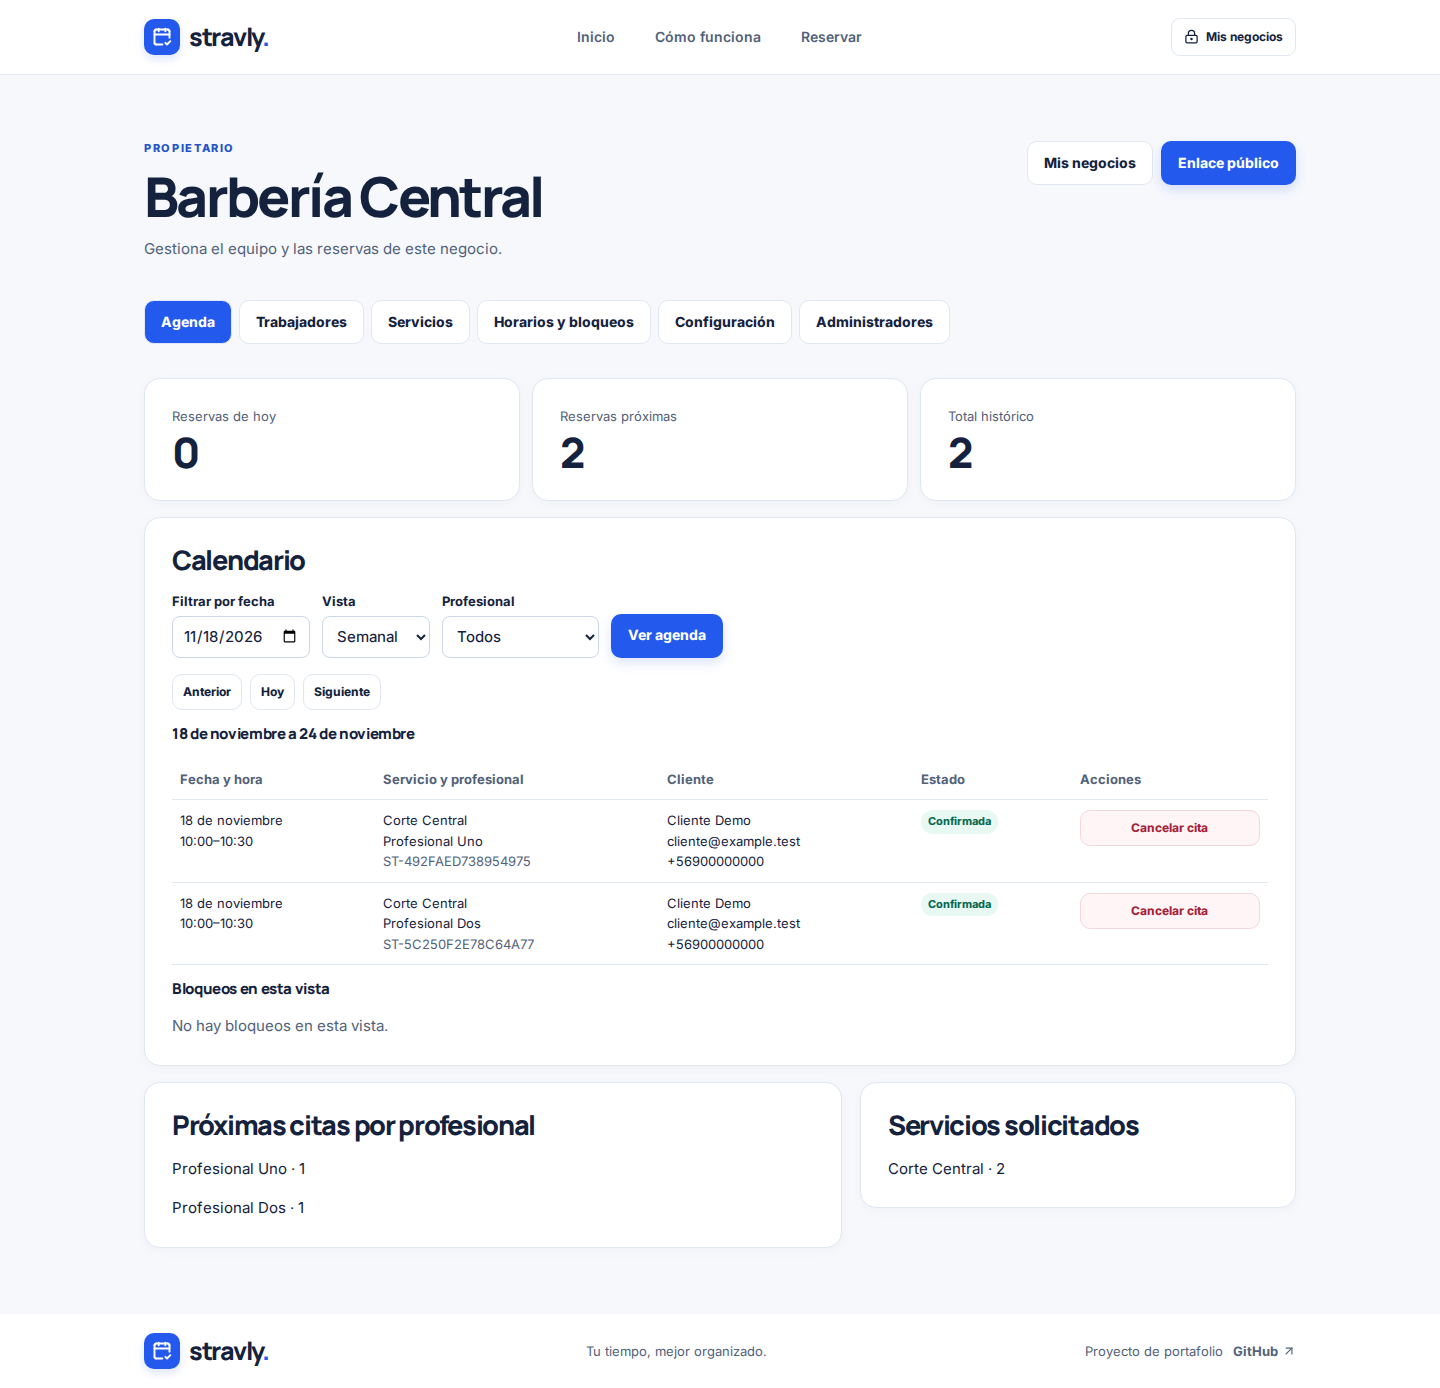 stravly.
Inicio
Cómo funciona
Reservar
Mis negocios
PROPIETARIO
Barbería Central
Gestiona el equipo y las reservas de este negocio.
Mis negocios
Enlace público
Agenda
Trabajadores
Servicios
Horarios y bloqueos
Configuración
Administradores
Reservas de hoy
0
Reservas próximas
2
Total histórico
2
Calendario
Filtrar por fecha
Vista
Profesional
11/18/2026
Semanal
Todos
Ver agenda
Anterior
Hoy
Siguiente
18 de noviembre a 24 de noviembre
Fecha y hora
Servicio y profesional
Cliente
Estado
Acciones
18 de noviembre
10:00–10:30
Corte Central
Profesional Uno
ST-492FAED738954975
Cliente Demo
cliente@example.test
+56900000000
Confirmada
Cancelar cita
18 de noviembre
10:00–10:30
Corte Central
Profesional Dos
ST-5C250F2E78C64A77
Cliente Demo
cliente@example.test
+56900000000
Confirmada
Cancelar cita
Bloqueos en esta vista
No hay bloqueos en esta vista.
Próximas citas por profesional
Profesional Uno · 1
Profesional Dos · 1
Servicios solicitados
Corte Central · 2
stravly.
Tu tiempo, mejor organizado.
Proyecto de portafolio
GitHub